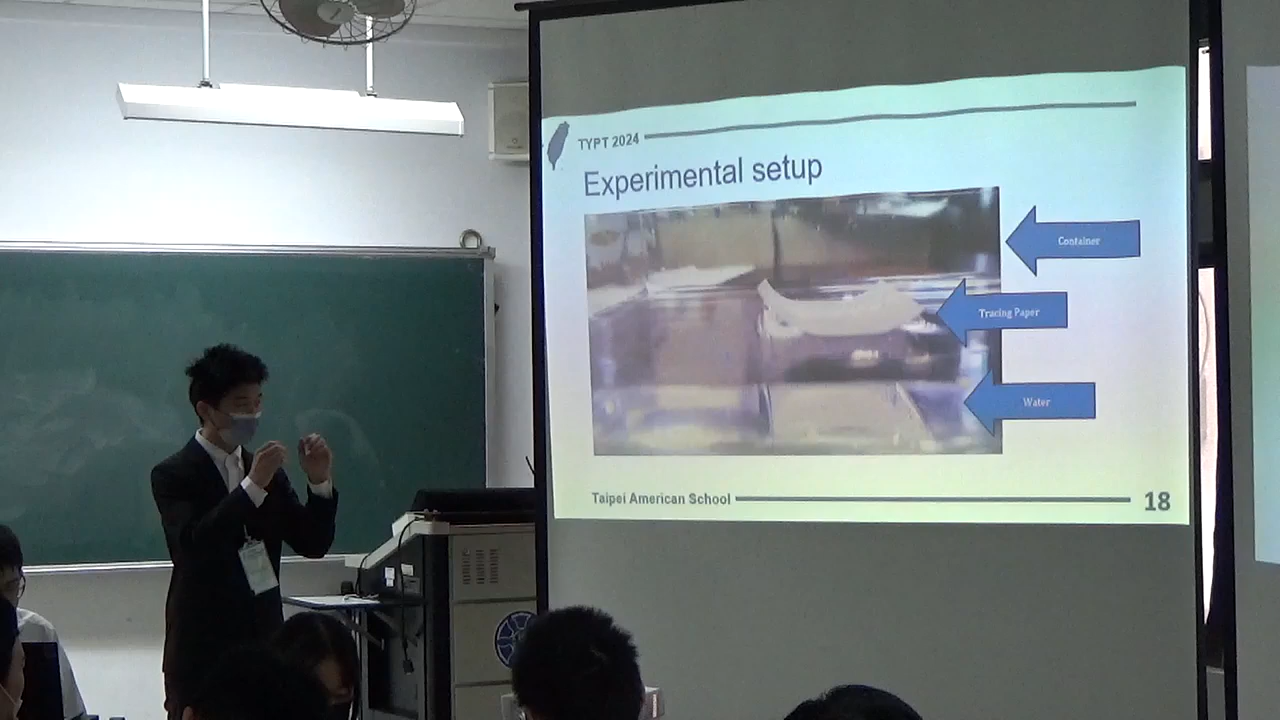 TYPT 2024
Experimental setup
Container
Tracing Paper
Water
Taipei American School
18